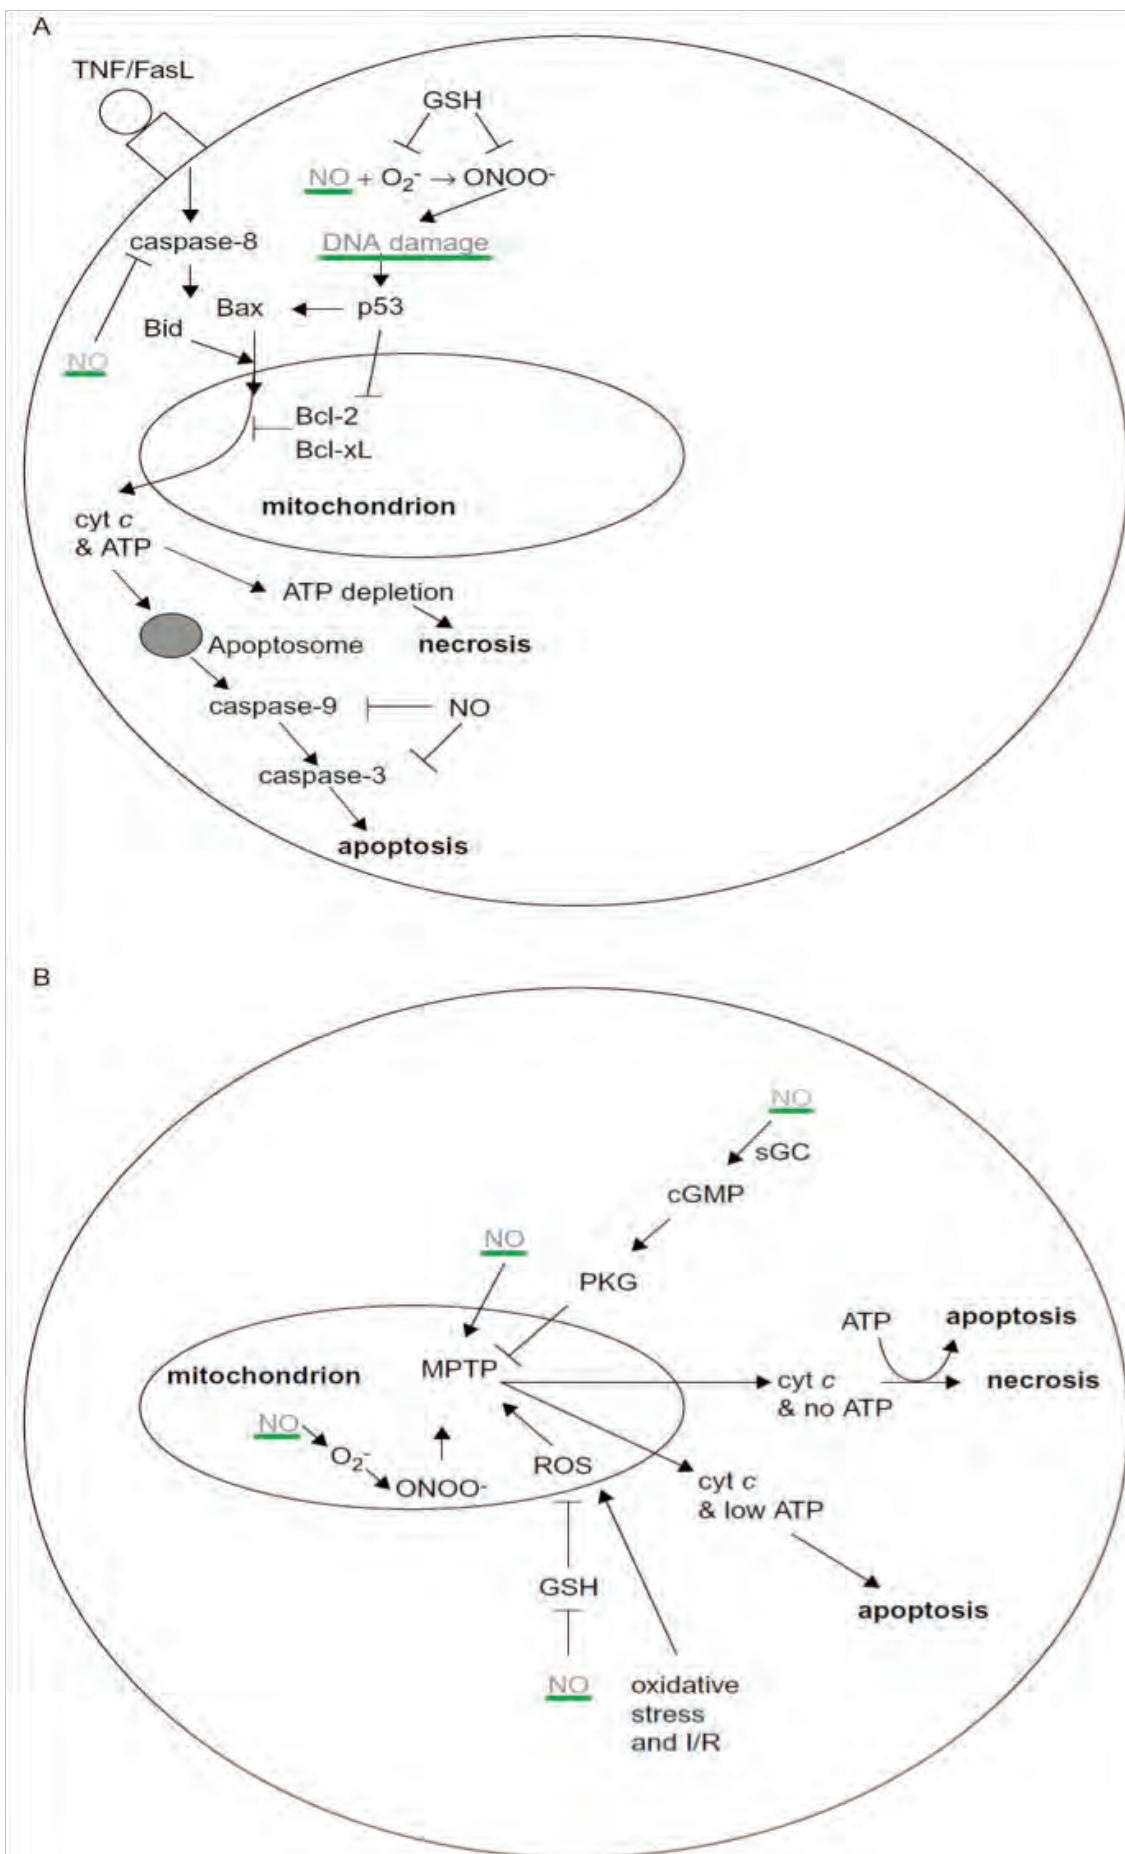 A
TNF/FasL
GSH
NO + O₂⁻ → ONOO⁻
caspase-8
DNA damage
Bax
p53
Bid
NO
Bcl-2
Bcl-xL
mitochondrion
cyt c
& ATP
ATP depletion
Apoptosome
necrosis
caspase-9
NO
caspase-3
apoptosis
B
NO
sGC
cGMP
NO
PKG
ATP
apoptosis
mitochondrion
MPTP
cyt c
& no ATP
necrosis
NO
O₂⁻
ONOO⁻
ROS
cyt c
& low ATP
GSH
apoptosis
NO
oxidative
stress
and I/R